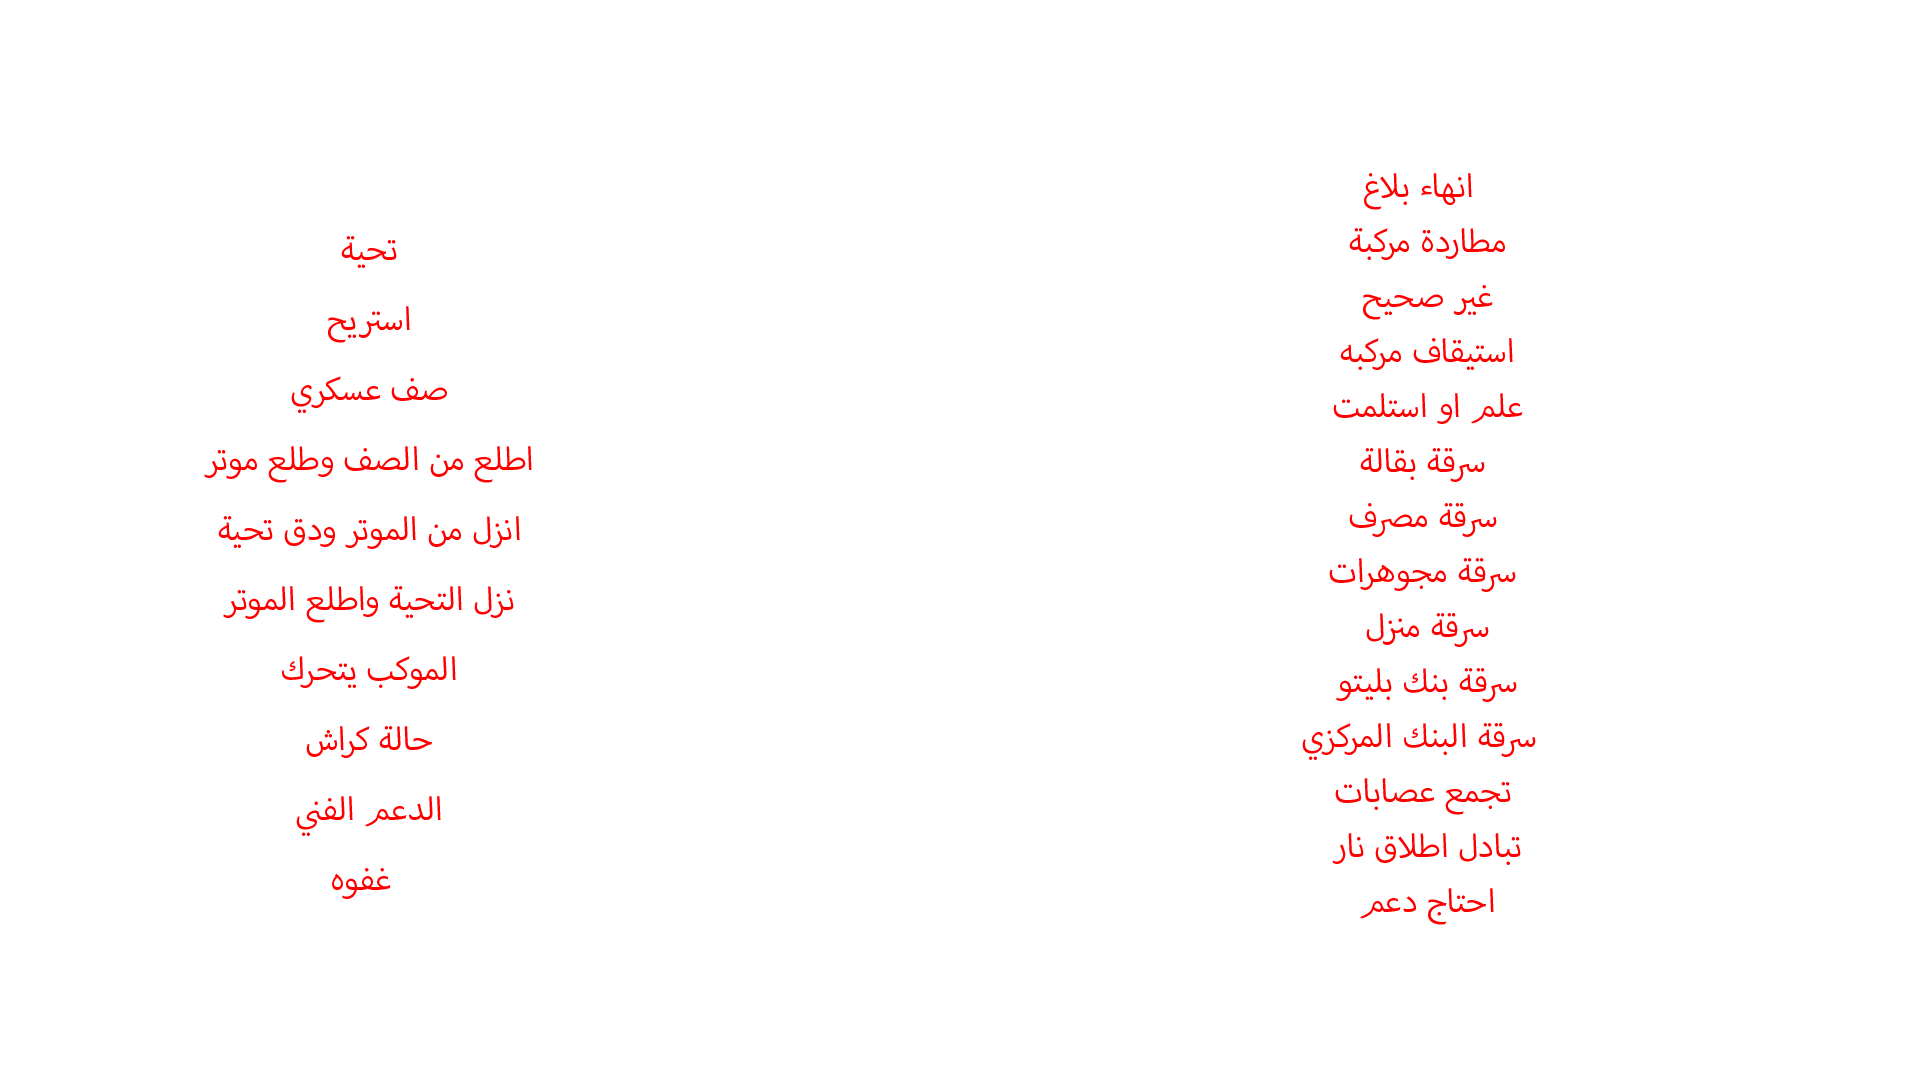 انهاء بلاغ
مطاردة مركبة
غير صحيح
استيقاف مركبه
علم او استلمت
سرقة بقالة
سرقة مصرف
سرقة مجوهرات
سرقة منزل
سرقة بنك بليتو
سرقة البنك المركزي
تجمع عصابات
تبادل اطلاق نار
احتاج دعم
تحية
استريح
صف عسكري
اطلع من الصف وطلع موتر
انزل من الموتر ودق تحية
نزل التحية واطلع الموتر
الموكب يتحرك
حالة كراش
الدعم الفني
غفوه